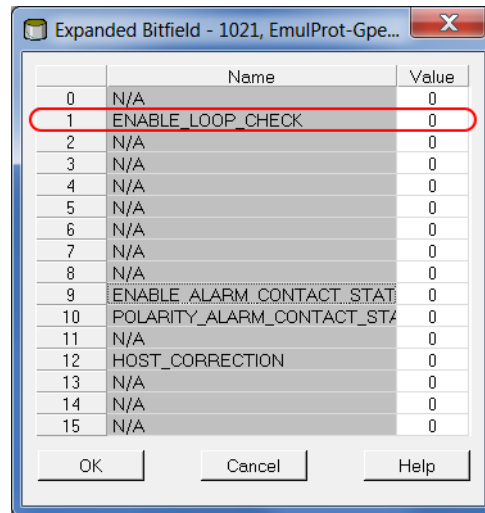 Expanded Bitfield - 1021, EmulProt-Gpe...
Name Value
0 N/A 0
1 ENABLE_LOOP_CHECK 0
2 N/A 0
3 N/A 0
4 N/A 0
5 N/A 0
6 N/A 0
7 N/A 0
8 N/A 0
9 ENABLE_ALARM_CONTACT_STAT 0
10 POLARITY_ALARM_CONTACT_STA 0
11 N/A 0
12 HOST_CORRECTION 0
13 N/A 0
14 N/A 0
15 N/A 0
OK Cancel Help